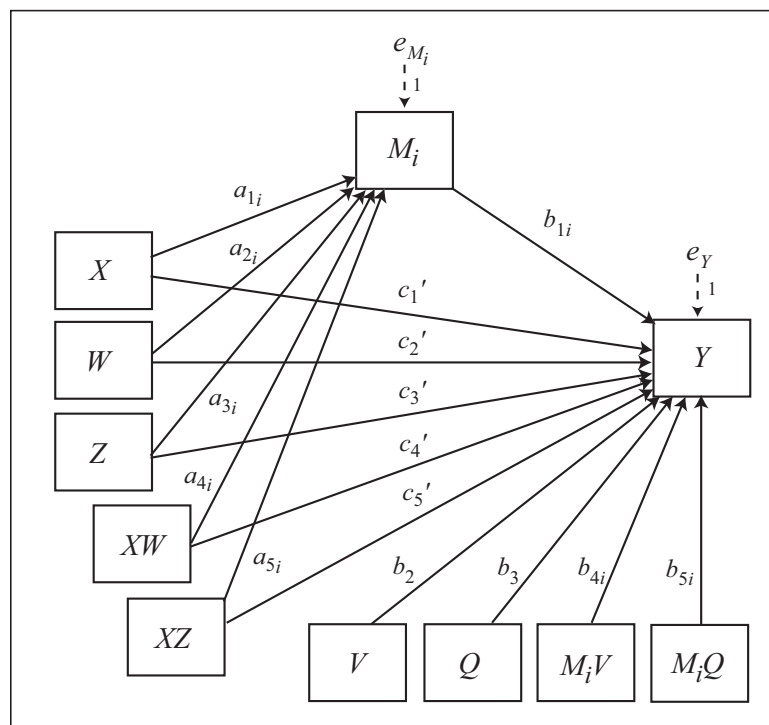 e_{M_i}
1
M_i
a_{1i}
b_{1i}
a_{2i}
X
e_Y
1
c_1′
W
c_2′
Y
a_{3i}
c_3′
Z
a_{4i}
c_4′
c_5′
XW
a_{5i}
b_2
b_3
b_{4i}
b_{5i}
XZ
V
Q
M_iV
M_iQ